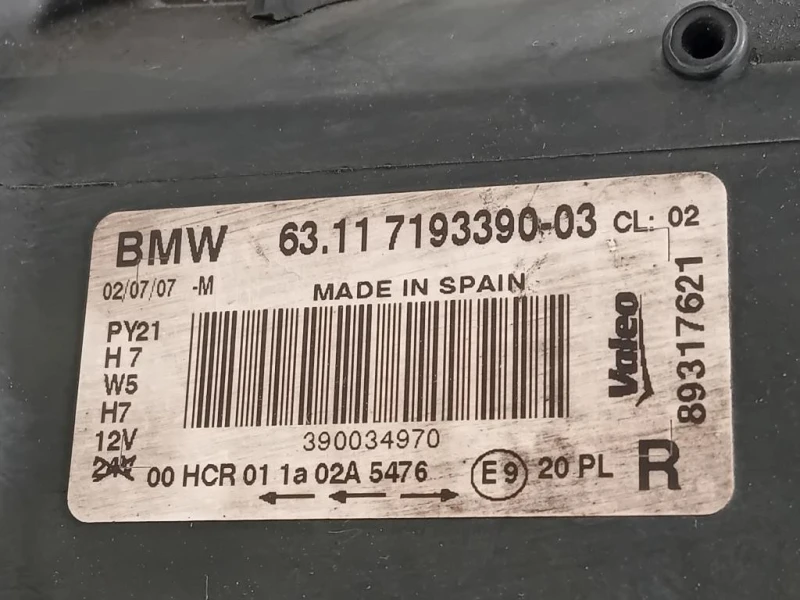 BMW 63.11 7193390-03 CL: 02
02/07/07 -M MADE IN SPAIN
PY21
H7
W5
H7
12V
24V
390034970
00 HCR 01 1a 02A 5476 E9 20 PL R
Valeo
89317621